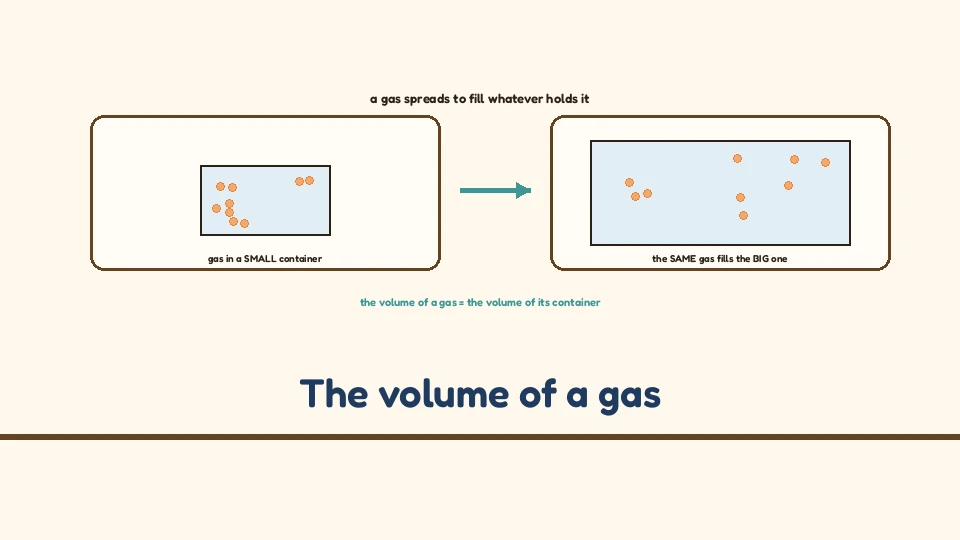 a gas spreads to fill whatever holds it
gas in a SMALL container
the SAME gas fills the BIG one
the volume of a gas = the volume of its container
The volume of a gas